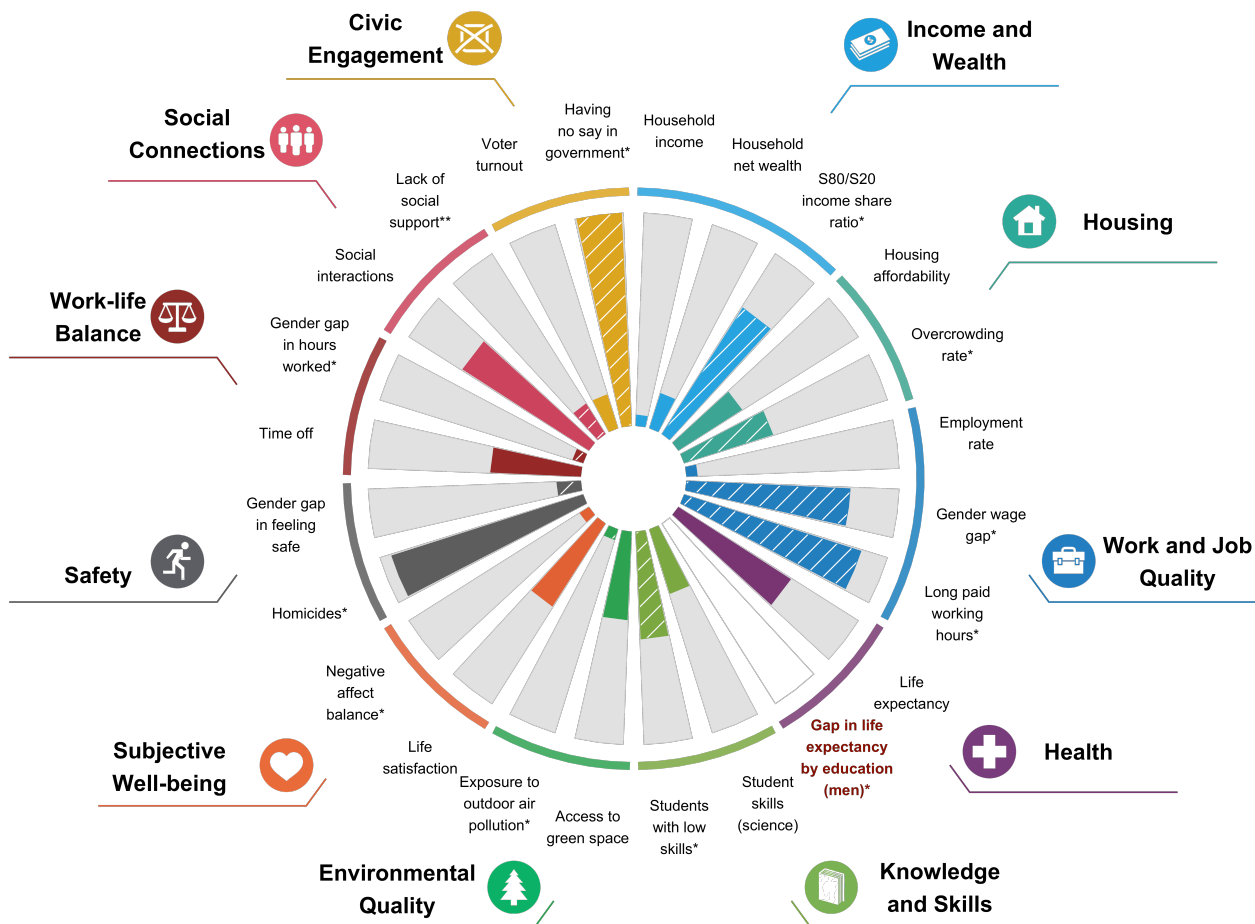 Civic
Engagement
Income and
Wealth
Social
Connections
Housing
Work-life
Balance
Safety
Work and Job
Quality
Subjective
Well-being
Health
Environmental
Quality
Knowledge
and Skills
Having
no say in
government*
Household
income
Household
net wealth
S80/S20
income share
ratio*
Housing
affordability
Overcrowding
rate*
Employment
rate
Gender wage
gap*
Long paid
working
hours*
Life
expectancy
Gap in life
expectancy
by education
(men)*
Student
skills
(science)
Students
with low
skills*
Access to
green space
Exposure to
outdoor air
pollution*
Life
satisfaction
Negative
affect
balance*
Homicides*
Gender gap
in feeling
safe
Time off
Gender gap
in hours
worked*
Social
interactions
Lack of
social
support**
Voter
turnout